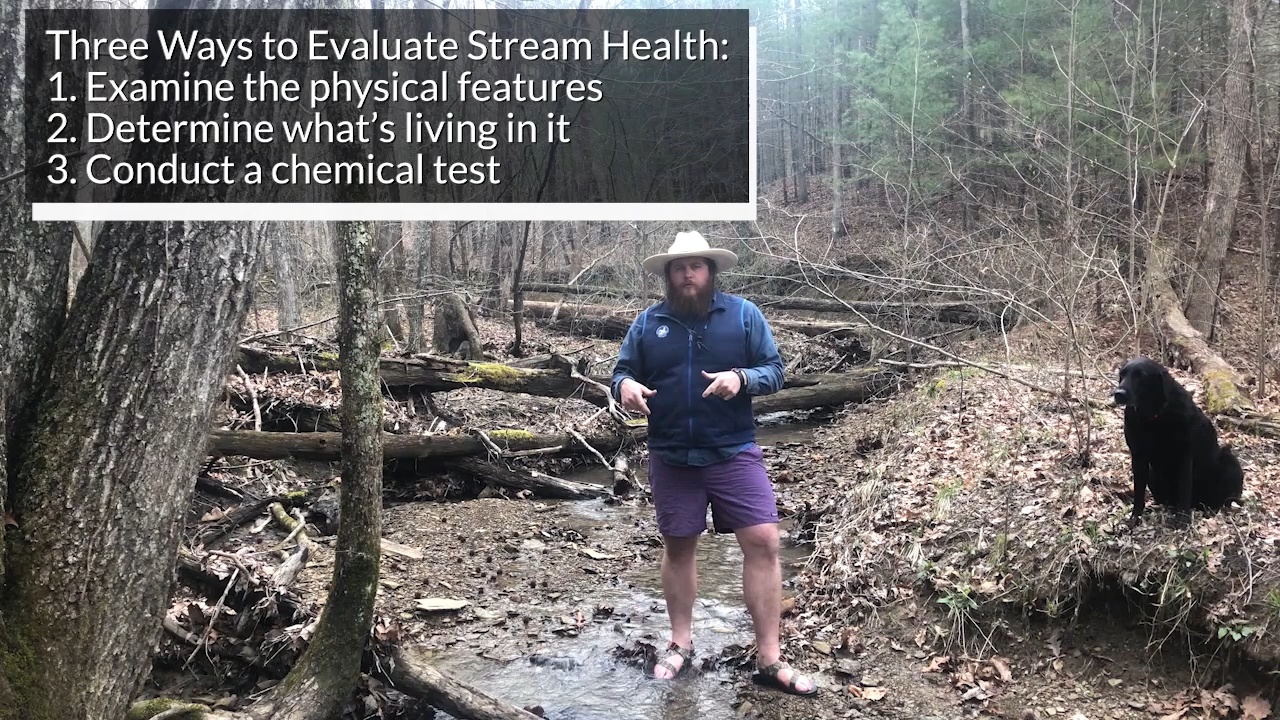 Three Ways to Evaluate Stream Health:
1. Examine the physical features
2. Determine what's living in it
3. Conduct a chemical test